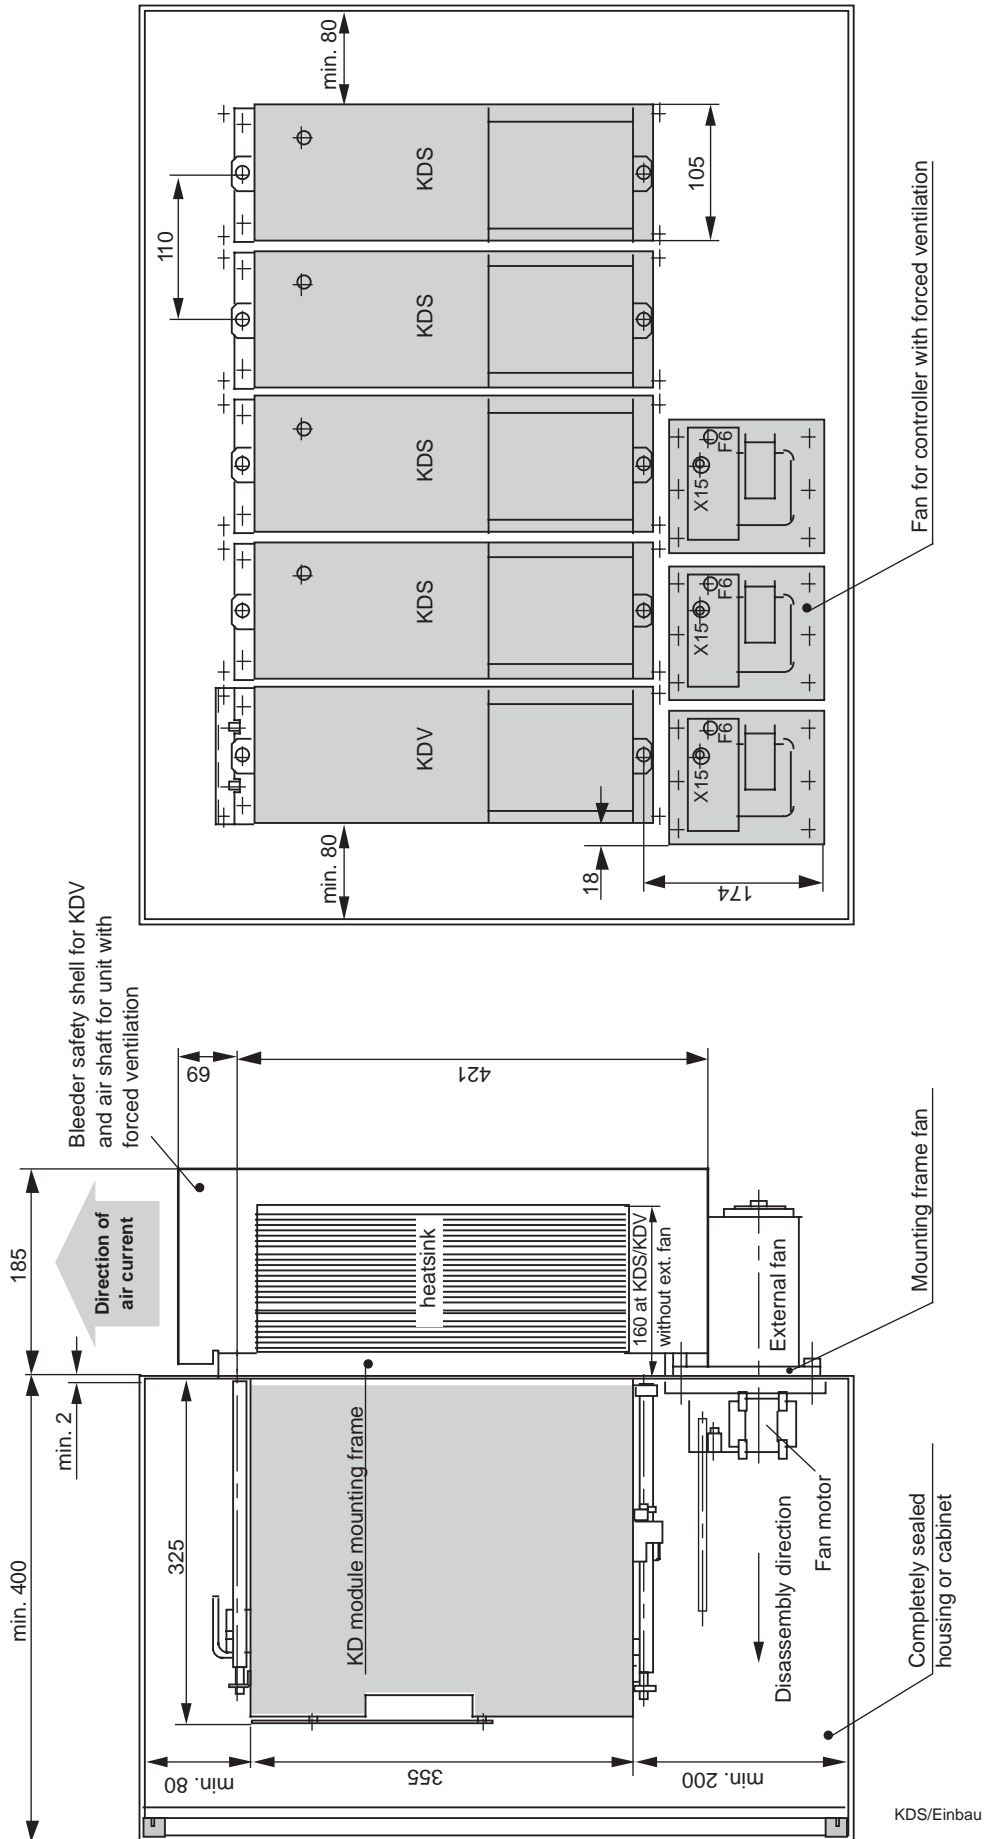 min. 400
min. 2
185
325
Direction of
air current
Bleeder safety shell for KDV
and air shaft for unit with
forced ventilation
69
421
heatsink
160 at KDS/KDV
without ext. fan
KD module mounting frame
External fan
Mounting frame fan
Fan motor
Disassembly direction
Completely sealed
housing or cabinet
min. 80
355
min. 200
min. 80
110
min. 80
KDV
KDS
KDS
KDS
KDS
105
18
174
X15
F6
X15
F6
X15
F6
Fan for controller with forced ventilation
KDS/Einbau